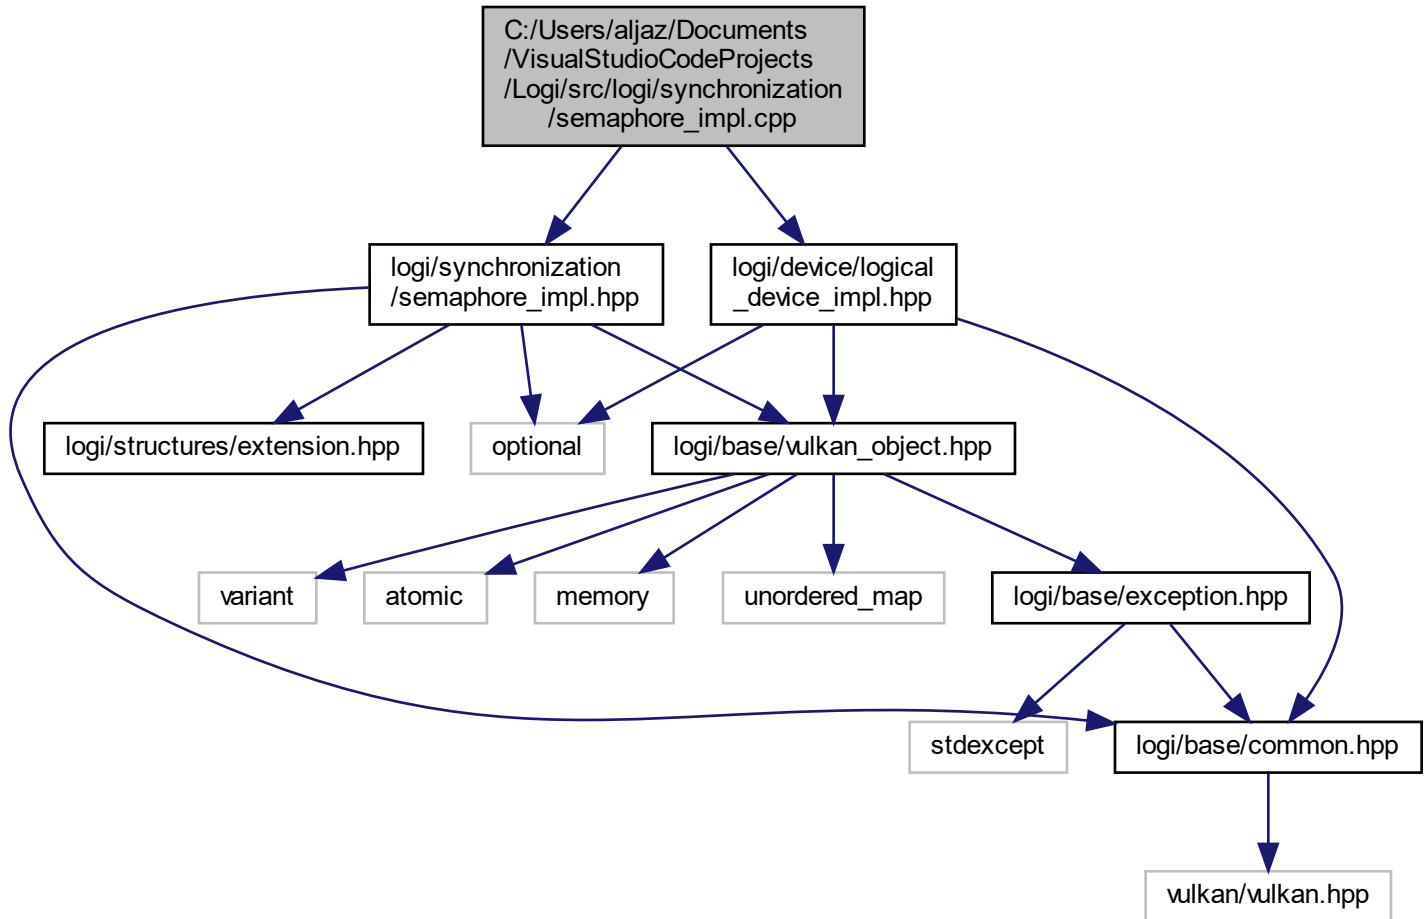 C:/Users/aljaz/Documents
/VisualStudioCodeProjects
/Logi/src/logi/synchronization
/semaphore_impl.cpp
logi/synchronization
/semaphore_impl.hpp
logi/device/logical
_device_impl.hpp
logi/structures/extension.hpp
optional
logi/base/vulkan_object.hpp
variant
atomic
memory
unordered_map
logi/base/exception.hpp
stdexcept
logi/base/common.hpp
vulkan/vulkan.hpp